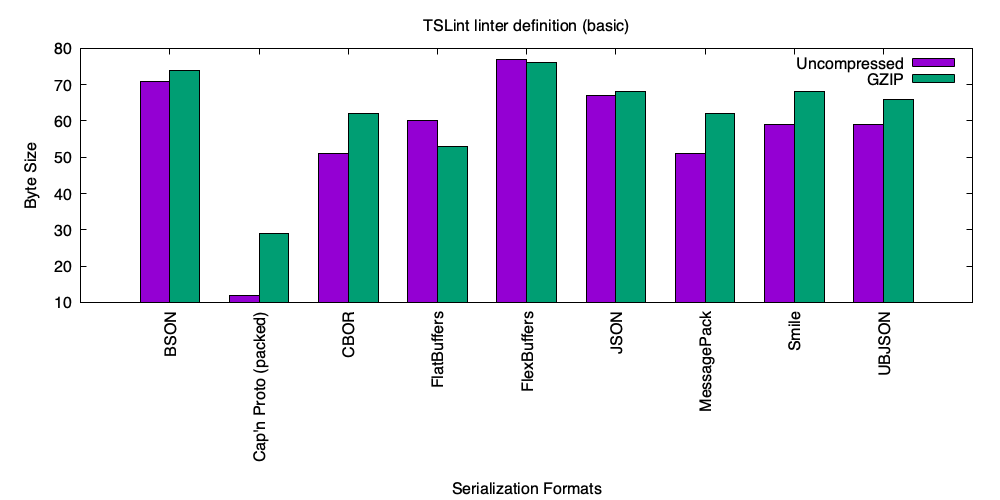 TSLint linter definition (basic)
Uncompressed
GZIP
80
70
60
50
40
30
20
10
Byte Size
BSON
Cap'n Proto (packed)
CBOR
FlatBuffers
FlexBuffers
JSON
MessagePack
Smile
UBJSON
Serialization Formats